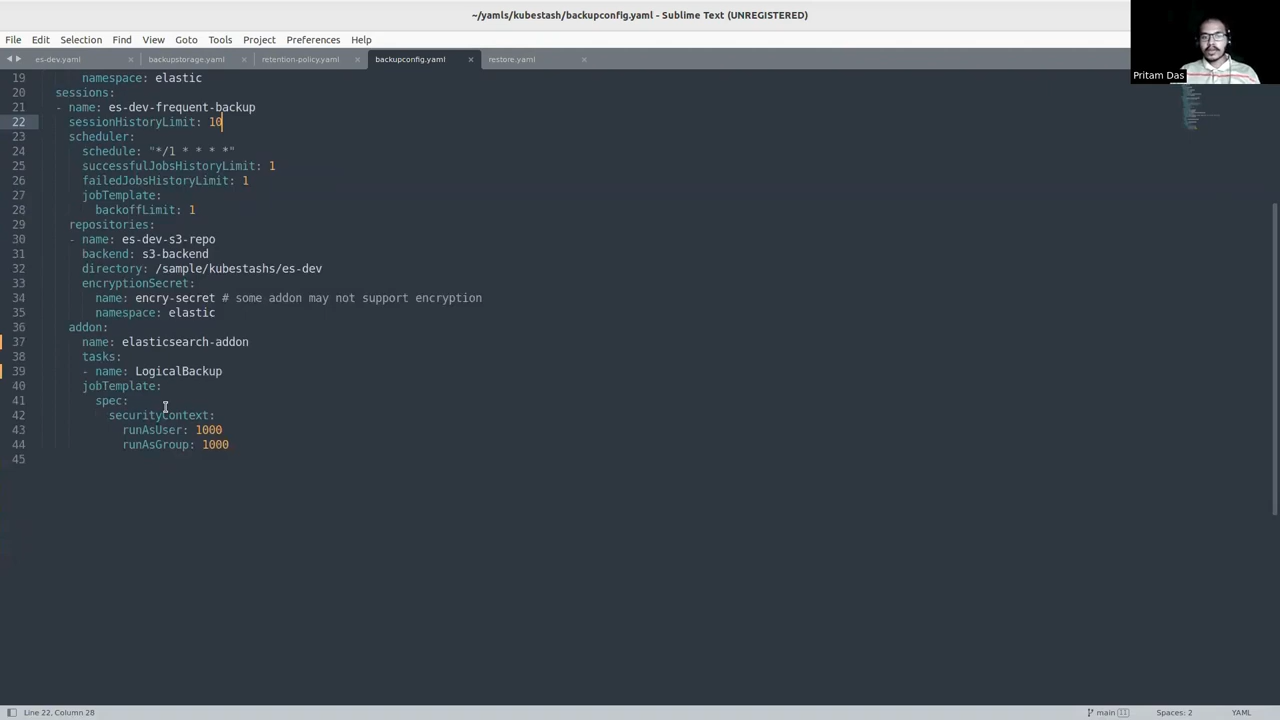 ~/yamls/kubestash/backupconfig.yaml - Sublime Text (UNREGISTERED)
File Edit Selection Find View Goto Tools Project Preferences Help
es-dev.yaml × backupstorage.yaml × retention-policy.yaml × backupconfig.yaml × restore.yaml ×
Pritam Das
19 namespace: elastic
20 sessions:
21 - name: es-dev-frequent-backup
22 sessionHistoryLimit: 10
23 scheduler:
24 schedule: "*/1 * * * *"
25 successfulJobsHistoryLimit: 1
26 failedJobsHistoryLimit: 1
27 jobTemplate:
28 backoffLimit: 1
29 repositories:
30 - name: es-dev-s3-repo
31 backend: s3-backend
32 directory: /sample/kubestashs/es-dev
33 encryptionSecret:
34 name: encry-secret # some addon may not support encryption
35 namespace: elastic
36 addon:
37 name: elasticsearch-addon
38 tasks:
39 - name: LogicalBackup
40 jobTemplate:
41 spec:
42 securityContext:
43 runAsUser: 1000
44 runAsGroup: 1000
45
Line 22, Column 28 main 11 Spaces: 2 YAML